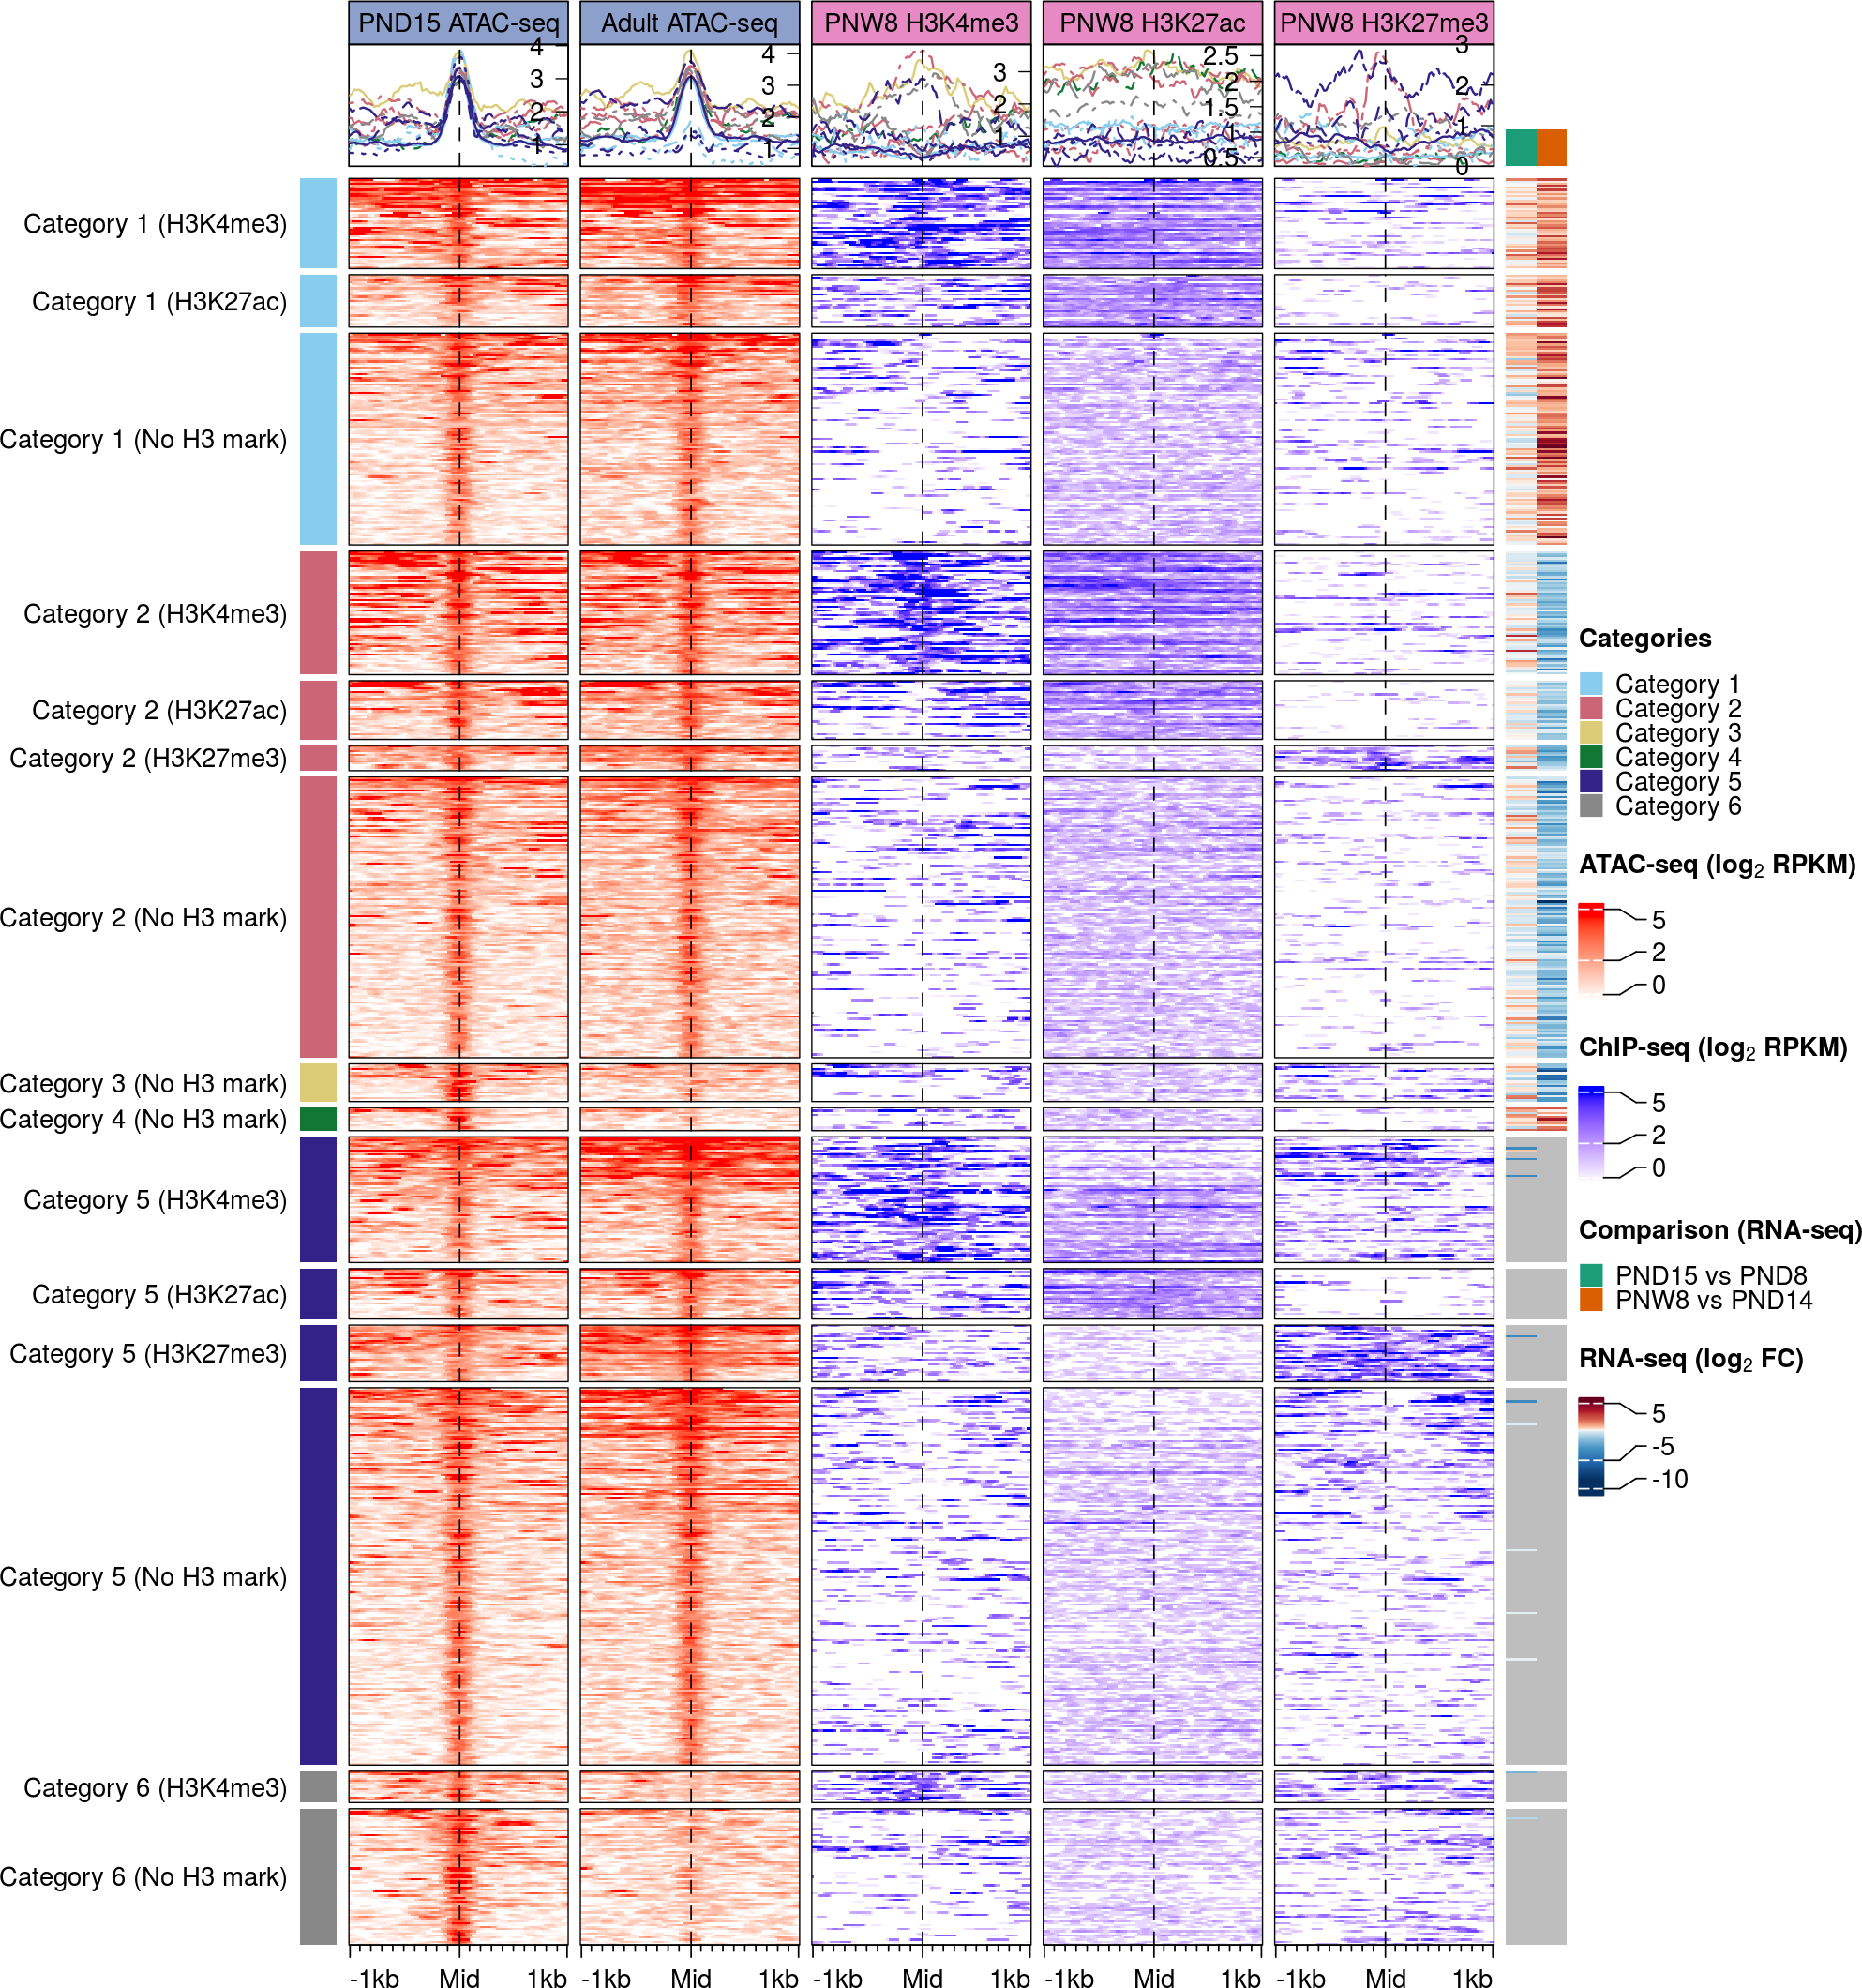 PND15 ATAC-seq
Adult ATAC-seq
PNW8 H3K4me3
PNW8 H3K27ac
PNW8 H3K27me3
4
3
2
1
4
3
2
1
3
2
1
2.5
2
1.5
1
0.5
3
2
1
0
Category 1 (H3K4me3)
Category 1 (H3K27ac)
Category 1 (No H3 mark)
Category 2 (H3K4me3)
Category 2 (H3K27ac)
Category 2 (H3K27me3)
Category 2 (No H3 mark)
Category 3 (No H3 mark)
Category 4 (No H3 mark)
Category 5 (H3K4me3)
Category 5 (H3K27ac)
Category 5 (H3K27me3)
Category 5 (No H3 mark)
Category 6 (H3K4me3)
Category 6 (No H3 mark)
-1kb Mid 1kb
-1kb Mid 1kb
-1kb Mid 1kb
-1kb Mid 1kb
-1kb Mid 1kb
Categories
Category 1
Category 2
Category 3
Category 4
Category 5
Category 6
ATAC-seq (log₂ RPKM)
5
2
0
ChIP-seq (log₂ RPKM)
5
2
0
Comparison (RNA-seq)
PND15 vs PND8
PNW8 vs PND14
RNA-seq (log₂ FC)
5
-5
-10